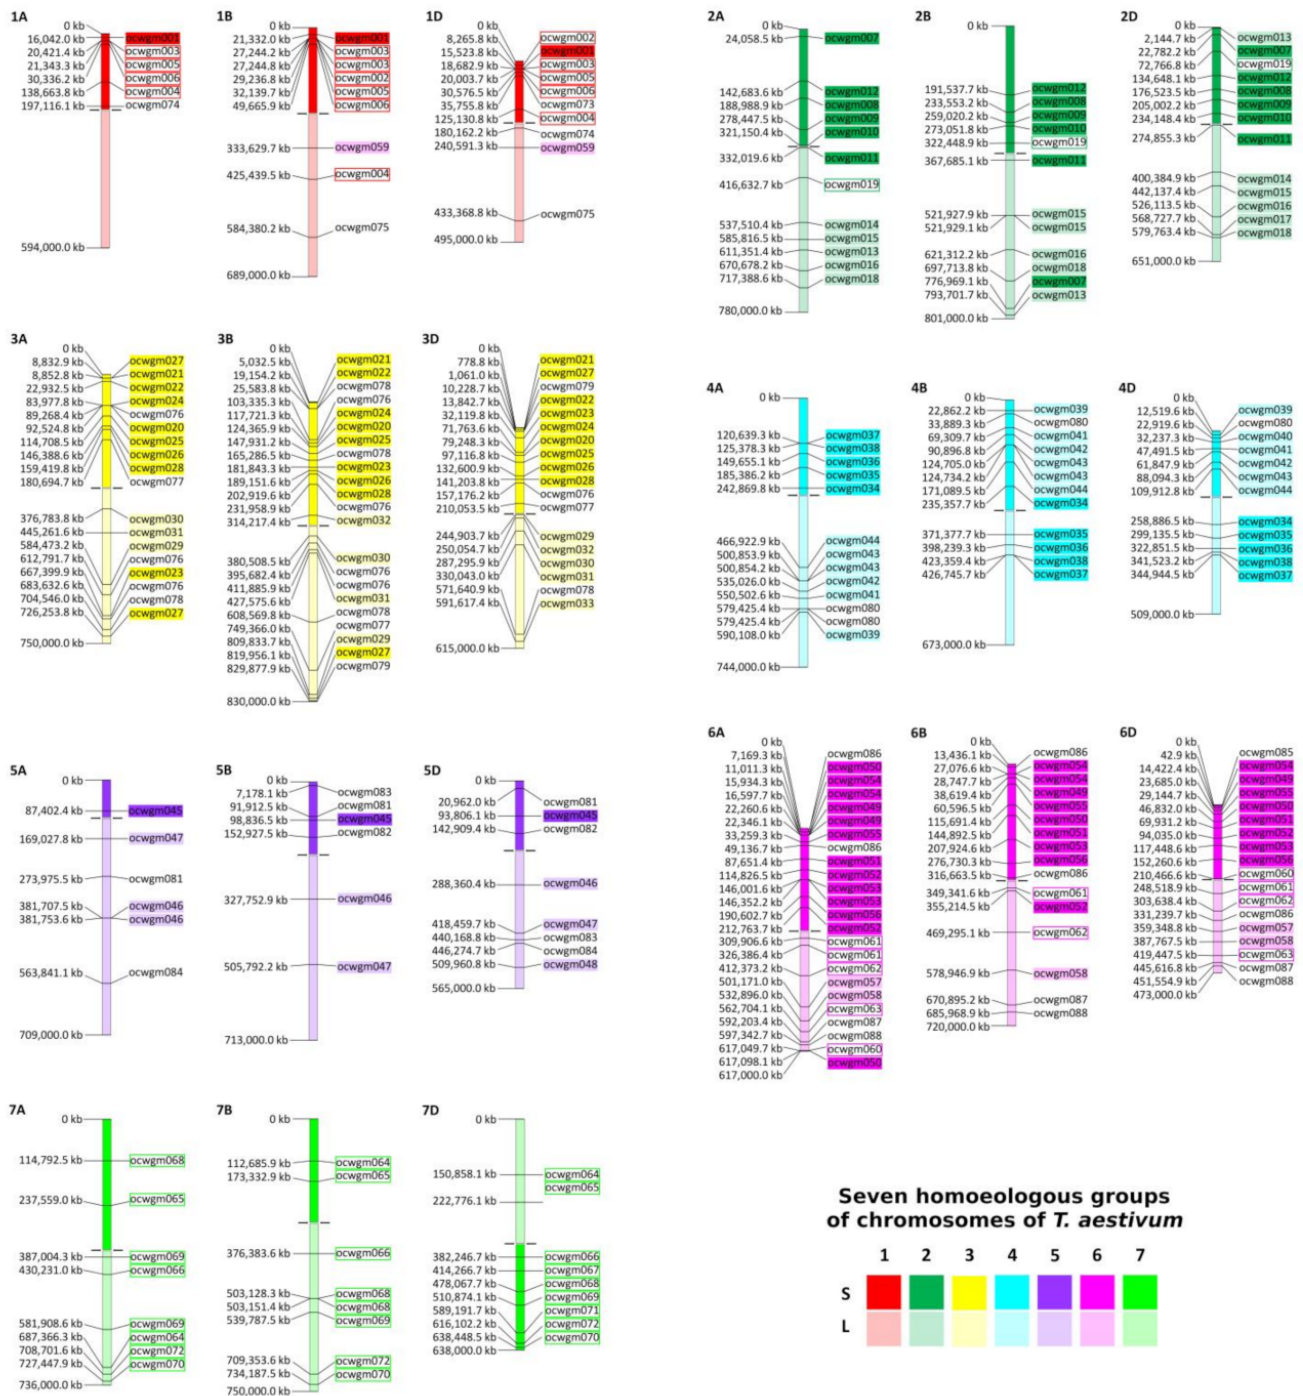 1A
0 kb
16,042.0 kb ocwgm001
20,421.4 kb ocwgm003
21,343.3 kb ocwgm005
30,336.2 kb ocwgm006
138,663.8 kb ocwgm004
197,116.1 kb ocwgm074
594,000.0 kb
1B
0 kb
21,332.0 kb ocwgm001
27,244.2 kb ocwgm003
27,244.8 kb ocwgm003
29,236.8 kb ocwgm002
32,139.7 kb ocwgm005
49,665.9 kb ocwgm006
333,629.7 kb ocwgm059
425,439.5 kb ocwgm004
584,380.2 kb ocwgm075
689,000.0 kb
1D
0 kb
8,265.8 kb ocwgm002
15,523.8 kb ocwgm001
18,682.9 kb ocwgm003
20,003.7 kb ocwgm005
30,576.5 kb ocwgm006
35,755.8 kb ocwgm073
125,130.8 kb ocwgm004
180,162.2 kb ocwgm074
240,591.3 kb ocwgm059
433,368.8 kb ocwgm075
495,000.0 kb
2A
0 kb
24,058.5 kb ocwgm007
142,683.6 kb ocwgm012
188,988.9 kb ocwgm008
278,447.5 kb ocwgm009
321,150.4 kb ocwgm010
332,019.6 kb ocwgm011
416,632.7 kb ocwgm019
537,510.4 kb ocwgm014
585,816.5 kb ocwgm015
611,351.4 kb ocwgm013
670,678.2 kb ocwgm016
717,388.6 kb ocwgm018
780,000.0 kb
2B
0 kb
191,537.7 kb ocwgm012
233,553.2 kb ocwgm008
259,020.2 kb ocwgm009
273,051.8 kb ocwgm010
322,448.9 kb ocwgm019
367,685.1 kb ocwgm011
521,927.9 kb ocwgm015
521,929.1 kb ocwgm015
621,312.2 kb ocwgm016
697,713.8 kb ocwgm018
776,969.1 kb ocwgm007
793,701.7 kb ocwgm013
801,000.0 kb
2D
0 kb
2,144.7 kb ocwgm013
22,782.2 kb ocwgm007
72,766.8 kb ocwgm019
134,648.1 kb ocwgm012
176,523.5 kb ocwgm008
205,002.2 kb ocwgm009
234,148.4 kb ocwgm010
274,855.3 kb ocwgm011
400,384.9 kb ocwgm014
442,137.4 kb ocwgm015
526,113.5 kb ocwgm016
568,727.7 kb ocwgm017
579,763.4 kb ocwgm018
651,000.0 kb
3A
0 kb
8,832.9 kb ocwgm027
8,852.8 kb ocwgm021
22,932.5 kb ocwgm022
83,977.8 kb ocwgm024
89,268.4 kb ocwgm076
92,524.8 kb ocwgm020
114,708.5 kb ocwgm025
146,388.6 kb ocwgm026
159,419.8 kb ocwgm028
180,694.7 kb ocwgm077
376,783.8 kb ocwgm030
445,261.6 kb ocwgm031
584,473.2 kb ocwgm029
612,791.7 kb ocwgm076
667,399.9 kb ocwgm023
683,632.6 kb ocwgm076
704,546.0 kb ocwgm078
726,253.8 kb ocwgm027
750,000.0 kb
3B
0 kb
5,032.5 kb ocwgm021
19,154.2 kb ocwgm022
25,583.8 kb ocwgm078
103,335.3 kb ocwgm076
117,721.3 kb ocwgm024
124,365.9 kb ocwgm020
147,931.2 kb ocwgm025
165,286.5 kb ocwgm078
181,843.3 kb ocwgm023
189,151.6 kb ocwgm026
202,919.6 kb ocwgm028
231,958.9 kb ocwgm076
314,217.4 kb ocwgm032
380,508.5 kb ocwgm030
395,682.4 kb ocwgm076
411,885.9 kb ocwgm076
427,575.6 kb ocwgm031
608,569.8 kb ocwgm078
749,366.0 kb ocwgm077
809,833.7 kb ocwgm029
819,956.1 kb ocwgm027
829,877.9 kb ocwgm079
830,000.0 kb
3D
0 kb
778.8 kb ocwgm021
1,061.0 kb ocwgm027
10,228.7 kb ocwgm079
13,842.7 kb ocwgm022
32,119.8 kb ocwgm023
71,763.6 kb ocwgm024
79,248.3 kb ocwgm020
97,116.8 kb ocwgm025
132,600.9 kb ocwgm026
141,203.8 kb ocwgm028
157,176.2 kb ocwgm076
210,053.5 kb ocwgm077
244,903.7 kb ocwgm029
250,054.7 kb ocwgm032
287,295.9 kb ocwgm030
330,043.0 kb ocwgm031
571,640.9 kb ocwgm078
591,617.4 kb ocwgm033
615,000.0 kb
4A
0 kb
120,639.3 kb ocwgm037
125,378.3 kb ocwgm038
149,655.1 kb ocwgm036
185,386.2 kb ocwgm035
242,869.8 kb ocwgm034
466,922.9 kb ocwgm044
500,853.9 kb ocwgm043
500,854.2 kb ocwgm043
535,026.0 kb ocwgm042
550,502.6 kb ocwgm041
579,425.4 kb ocwgm080
579,425.4 kb ocwgm080
590,108.0 kb ocwgm039
744,000.0 kb
4B
0 kb
22,862.2 kb ocwgm039
33,889.3 kb ocwgm080
69,309.7 kb ocwgm041
90,896.8 kb ocwgm042
124,705.0 kb ocwgm043
124,734.2 kb ocwgm043
171,089.5 kb ocwgm044
235,357.7 kb ocwgm034
371,377.7 kb ocwgm035
398,239.3 kb ocwgm036
423,359.4 kb ocwgm038
426,745.7 kb ocwgm037
673,000.0 kb
4D
0 kb
12,519.6 kb ocwgm039
22,919.6 kb ocwgm080
32,237.3 kb ocwgm040
47,491.5 kb ocwgm041
61,847.9 kb ocwgm042
88,094.3 kb ocwgm043
109,912.8 kb ocwgm044
258,886.5 kb ocwgm034
299,135.5 kb ocwgm035
322,851.5 kb ocwgm036
341,523.2 kb ocwgm038
344,944.5 kb ocwgm037
509,000.0 kb
5A
0 kb
87,402.4 kb ocwgm045
169,027.8 kb ocwgm047
273,975.5 kb ocwgm081
381,707.5 kb ocwgm046
381,753.6 kb ocwgm046
563,841.1 kb ocwgm084
709,000.0 kb
5B
0 kb
7,178.1 kb ocwgm083
91,912.5 kb ocwgm081
98,836.5 kb ocwgm045
152,927.5 kb ocwgm082
327,752.9 kb ocwgm046
505,792.2 kb ocwgm047
713,000.0 kb
5D
0 kb
20,962.0 kb ocwgm081
93,806.1 kb ocwgm045
142,909.4 kb ocwgm082
288,360.4 kb ocwgm046
418,459.7 kb ocwgm047
440,168.8 kb ocwgm083
446,274.7 kb ocwgm084
509,960.8 kb ocwgm048
565,000.0 kb
6A
0 kb
7,169.3 kb ocwgm086
11,011.3 kb ocwgm050
15,934.3 kb ocwgm054
16,597.7 kb ocwgm054
22,260.6 kb ocwgm049
22,346.1 kb ocwgm049
33,259.3 kb ocwgm055
49,136.7 kb ocwgm086
87,651.4 kb ocwgm051
114,826.5 kb ocwgm052
146,001.6 kb ocwgm053
146,352.2 kb ocwgm053
190,602.7 kb ocwgm056
212,763.7 kb ocwgm052
309,906.6 kb ocwgm061
326,386.4 kb ocwgm061
412,373.2 kb ocwgm062
501,171.0 kb ocwgm057
532,896.0 kb ocwgm058
562,704.1 kb ocwgm063
592,203.4 kb ocwgm087
597,342.7 kb ocwgm088
617,049.7 kb ocwgm060
617,098.1 kb ocwgm050
617,000.0 kb
6B
0 kb
13,436.1 kb ocwgm086
27,076.6 kb ocwgm054
28,747.7 kb ocwgm054
38,619.4 kb ocwgm049
60,596.5 kb ocwgm055
115,691.4 kb ocwgm050
144,892.5 kb ocwgm051
207,924.6 kb ocwgm053
276,730.3 kb ocwgm056
316,663.5 kb ocwgm086
349,341.6 kb ocwgm061
355,214.5 kb ocwgm052
469,295.1 kb ocwgm062
578,946.9 kb ocwgm058
670,895.2 kb ocwgm087
685,968.9 kb ocwgm088
720,000.0 kb
6D
0 kb
42.9 kb ocwgm085
14,422.4 kb ocwgm054
23,685.0 kb ocwgm049
29,144.7 kb ocwgm055
46,832.0 kb ocwgm050
69,931.2 kb ocwgm051
94,035.0 kb ocwgm052
117,448.6 kb ocwgm053
152,260.6 kb ocwgm056
210,466.6 kb ocwgm060
248,518.9 kb ocwgm061
303,638.4 kb ocwgm062
331,239.7 kb ocwgm086
359,348.8 kb ocwgm057
387,767.5 kb ocwgm058
419,447.5 kb ocwgm063
445,616.8 kb ocwgm087
451,554.9 kb ocwgm088
473,000.0 kb
7A
0 kb
114,792.5 kb ocwgm068
237,559.0 kb ocwgm065
387,004.3 kb ocwgm069
430,231.0 kb ocwgm066
581,908.6 kb ocwgm069
687,366.3 kb ocwgm064
708,701.6 kb ocwgm072
727,447.9 kb ocwgm070
736,000.0 kb
7B
0 kb
112,685.9 kb ocwgm064
173,332.9 kb ocwgm065
376,383.6 kb ocwgm066
503,128.3 kb ocwgm068
503,151.4 kb ocwgm068
539,787.5 kb ocwgm069
709,353.6 kb ocwgm072
734,187.5 kb ocwgm070
750,000.0 kb
7D
0 kb
150,858.1 kb ocwgm064
ocwgm065
222,776.1 kb
382,246.7 kb ocwgm066
414,266.7 kb ocwgm067
478,067.7 kb ocwgm068
510,874.1 kb ocwgm069
589,191.7 kb ocwgm071
616,102.2 kb ocwgm072
638,448.5 kb ocwgm070
638,000.0 kb
Seven homoeologous groups
of chromosomes of T. aestivum
1 2 3 4 5 6 7
S
L